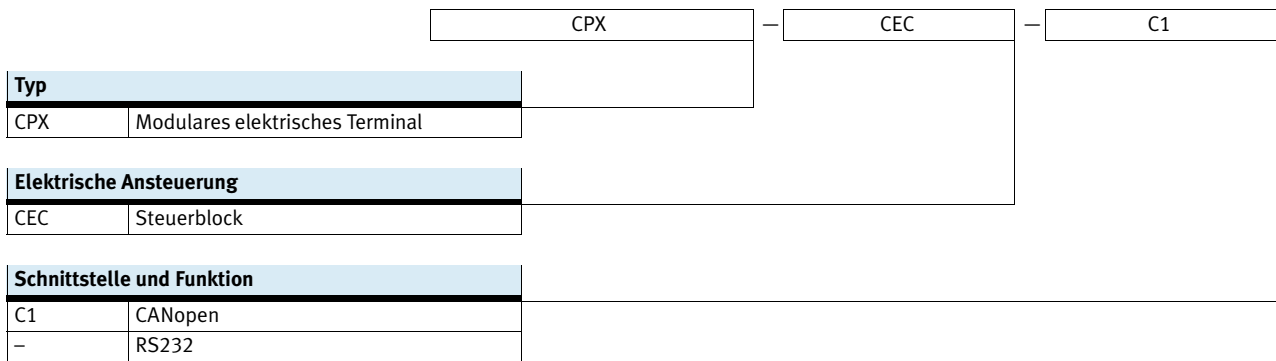 CPX — CEC — C1
Typ
CPX Modulares elektrisches Terminal
Elektrische Ansteuerung
CEC Steuerblock
Schnittstelle und Funktion
C1 CANopen
– RS232